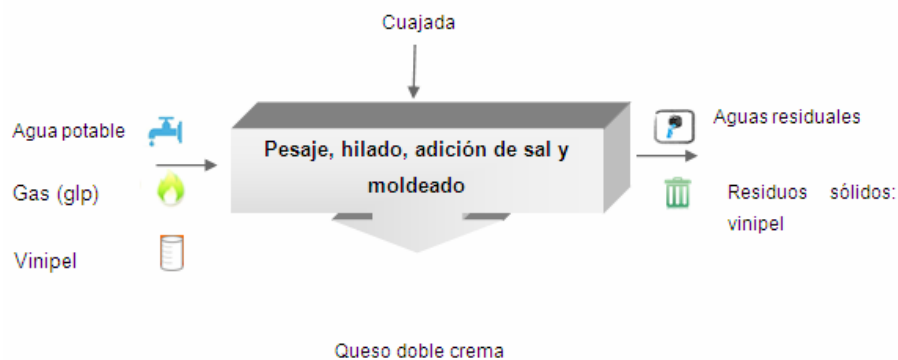 Cuajada
Agua potable
Gas (glp)
Vinipel
Pesaje, hilado, adición de sal y
moldeado
Aguas residuales
Residuos sólidos:
vinipel
Queso doble crema